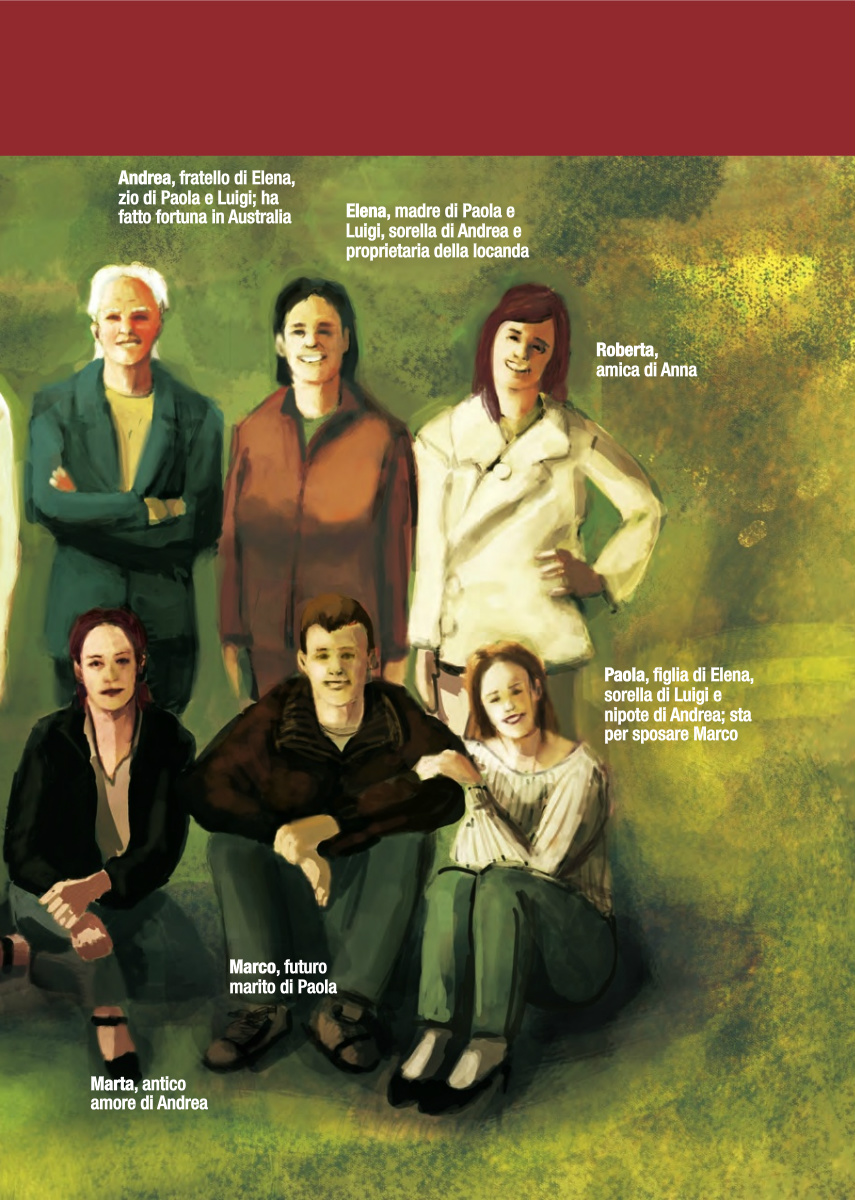 Andrea, fratello di Elena,
zio di Paola e Luigi; ha
fatto fortuna in Australia
Elena, madre di Paola e
Luigi, sorella di Andrea e
proprietaria della locanda
Roberta,
amica di Anna
Paola, figlia di Elena,
sorella di Luigi e
nipote di Andrea; sta
per sposare Marco
Marco, futuro
marito di Paola
Marta, antico
amore di Andrea